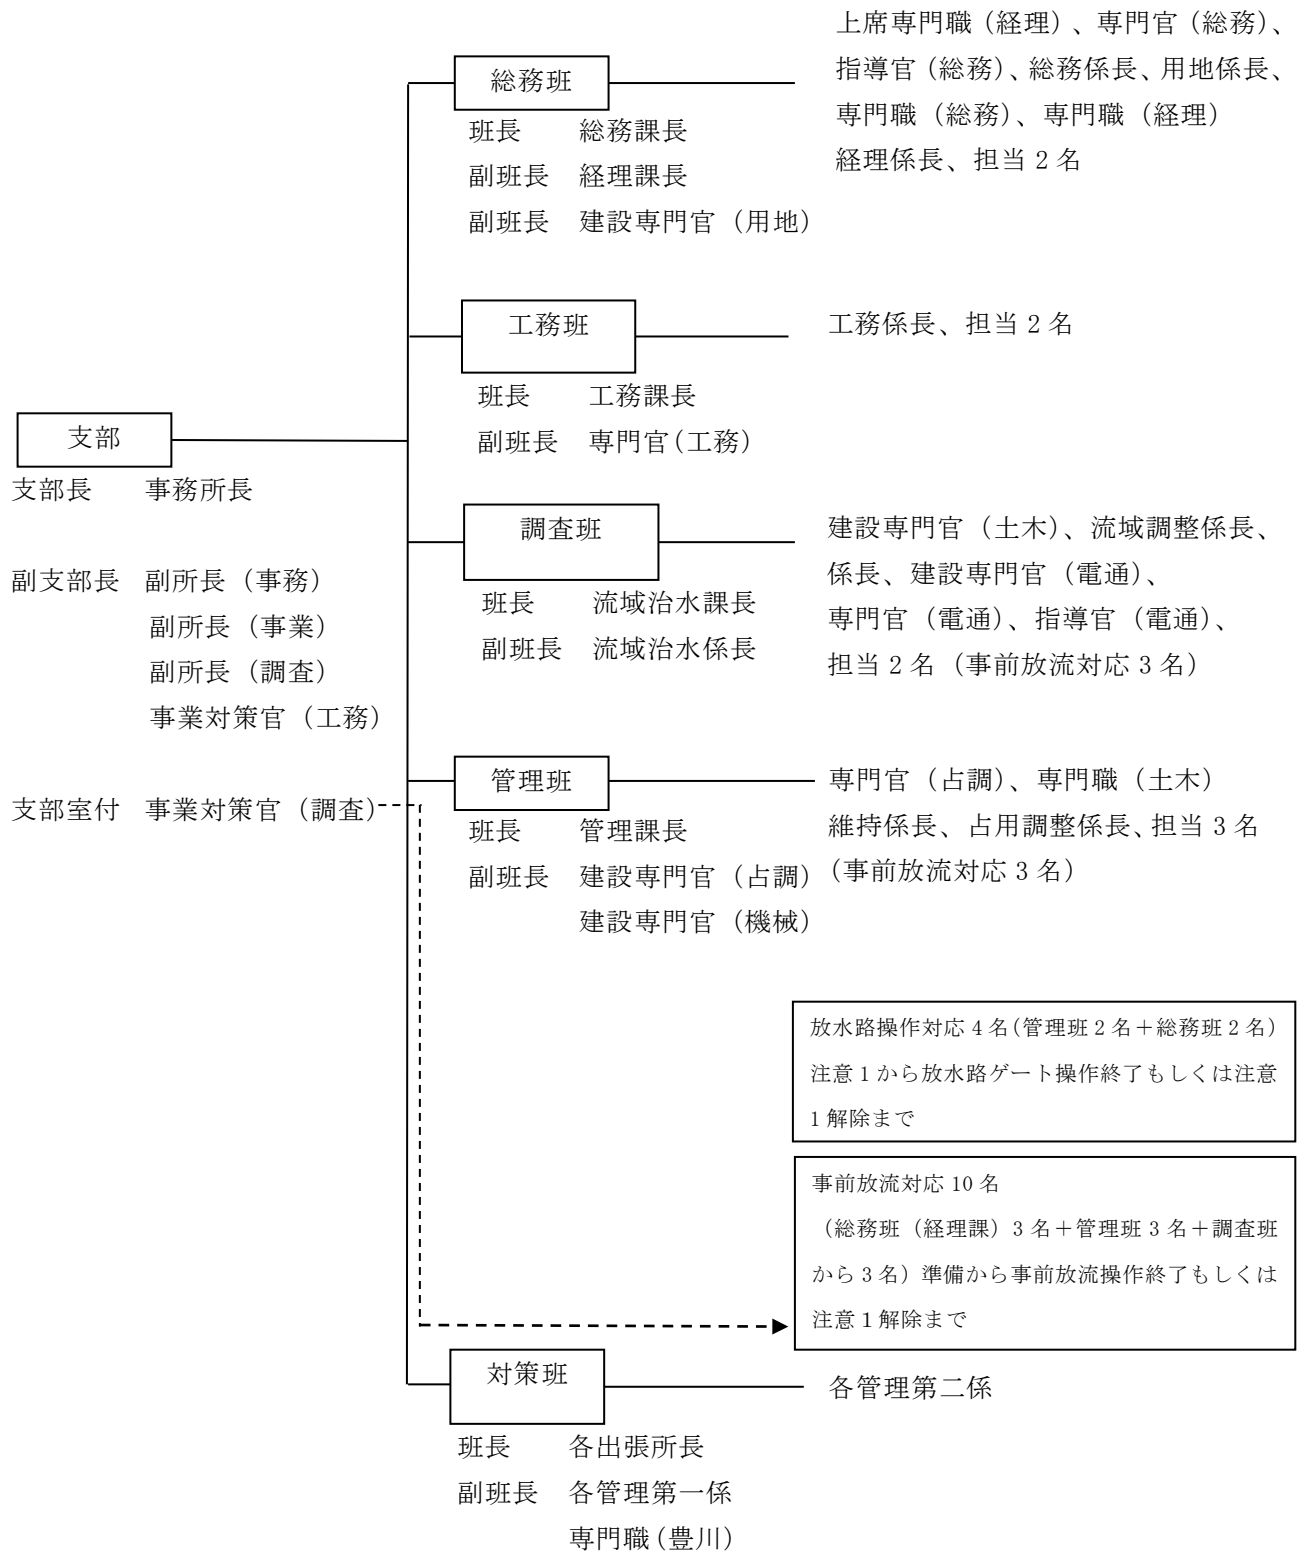 支部
支部長 事務所長
副支部長 副所長(事務)
副所長(事業)
副所長(調査)
事業対策官(工務)
支部室付 事業対策官(調査)
総務班
班長 総務課長
副班長 経理課長
副班長 建設専門官(用地)
上席専門職(経理)、専門官(総務)、
指導官(総務)、総務係長、用地係長、
専門職(総務)、専門職(経理)
経理係長、担当2名
工務班
班長 工務課長
副班長 専門官(工務)
工務係長、担当2名
調査班
班長 流域治水課長
副班長 流域治水係長
建設専門官(土木)、流域調整係長、
係長、建設専門官(電通)、
専門官(電通)、指導官(電通)、
担当2名(事前放流対応3名)
管理班
班長 管理課長
副班長 建設専門官(占調)
建設専門官(機械)
専門官(占調)、専門職(土木)
維持係長、占用調整係長、担当3名
(事前放流対応3名)
放水路操作対応4名(管理班2名+総務班2名)
注意1から放水路ゲート操作終了もしくは注意
1解除まで
事前放流対応10名
(総務班(経理課)3名+管理班3名+調査班
から3名)準備から事前放流操作終了もしくは
注意1解除まで
対策班
班長 各出張所長
副班長 各管理第一係
専門職(豊川)
各管理第二係